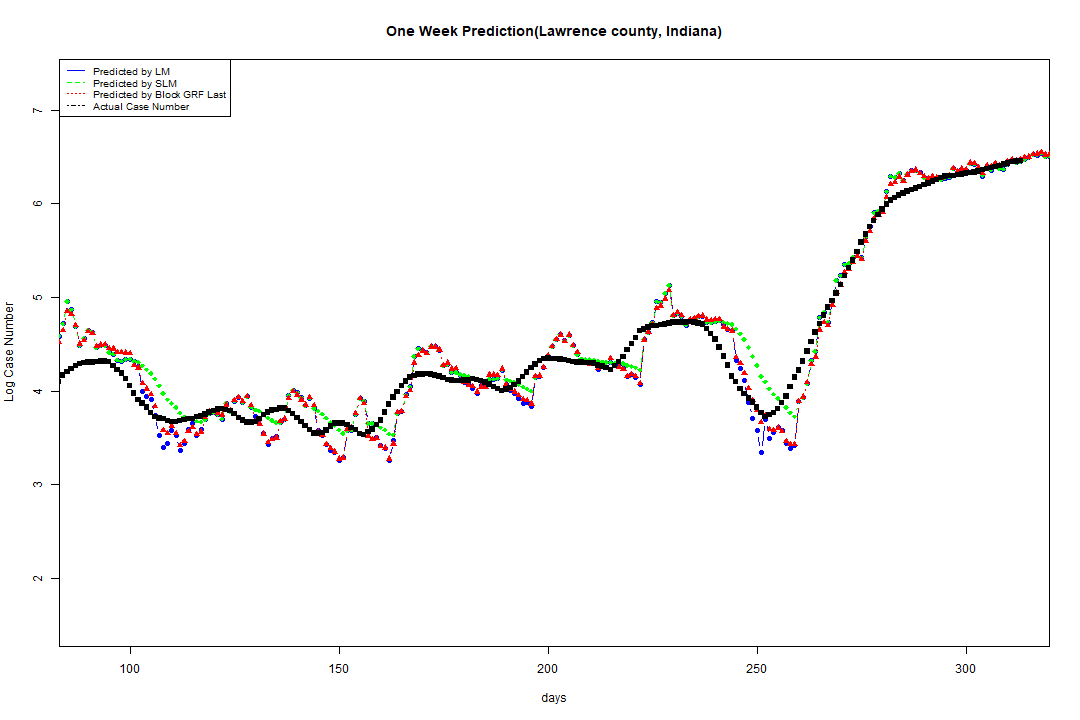 One Week Prediction(Lawrence county, Indiana)
Predicted by LM
Predicted by SLM
Predicted by Block GRF Last
Actual Case Number
7
6
5
4
3
2
Log Case Number
100 150 200 250 300
days